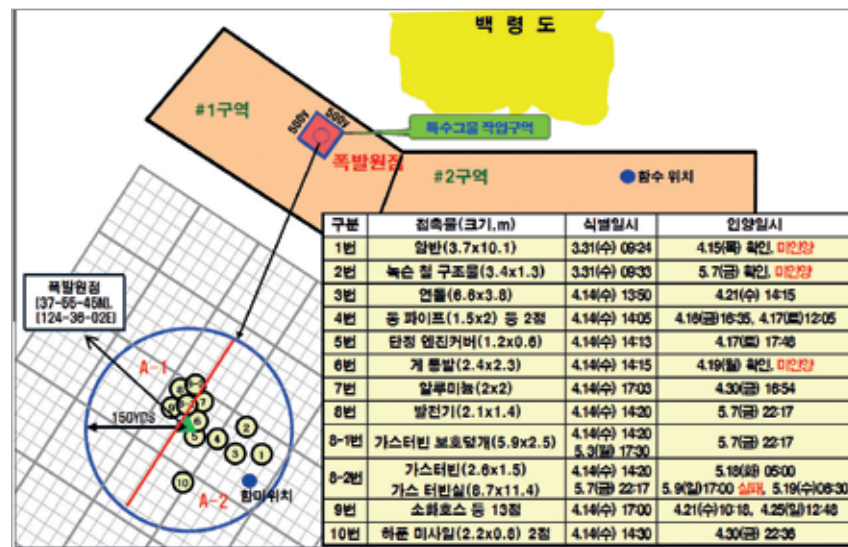 백 령 도
#1구역
500Y
500Y
특수그물 작업구역
폭발원점
#2구역
함수 위치
폭발원점
(37-55-45N),
(124-36-02E)
A-1
150YDS
A-2
함미 위치
7
6
5
4
3
2
1
10
구분 접촉물(크기,m) 식별일시 인양일시
1번 암반(3.7x10.1) 3.31(수) 09:24 4.15(목) 확인, 미인양
2번 녹슨 철 구조물(3.4x1.3) 3.31(수) 09:33 5.7(금) 확인, 미인양
3번 연돌(6.6x3.8) 4.14(수) 13:50 4.21(수) 14:15
4번 동 파이프(1.5x2) 등 2점 4.14(수) 14:05 4.16(금)16:35, 4.17(토)12:05
5번 단정 엔진커버(1.2x0.6) 4.14(수) 14:13 4.17(토) 17:48
6번 게 통발(2.4x2.3) 4.14(수) 14:15 4.19(월) 확인, 미인양
7번 알루미늄(2x2) 4.14(수) 17:03 4.30(금) 16:54
8번 발전기(2.1x1.4) 4.14(수) 14:20 5.7(금) 22:17
8-1번 가스터빈 보호덮개(5.9x2.5) 4.14(수) 14:20 5.7(금) 22:17
5.3(월) 17:30
8-2번 가스터빈(2.6x1.5) 4.14(수) 14:20 5.18(화) 05:00
가스 터빈실(8.7x11.4) 5.7(금) 22:17 5.9(일)17:00 실패, 5.19(수)06:30
9번 소화호스 등 13점 4.14(수) 17:00 4.21(수)10:18, 4.25(일)12:48
10번 하푼 미사일(2.2x0.8) 2점 4.14(수) 14:30 4.30(금) 22:36